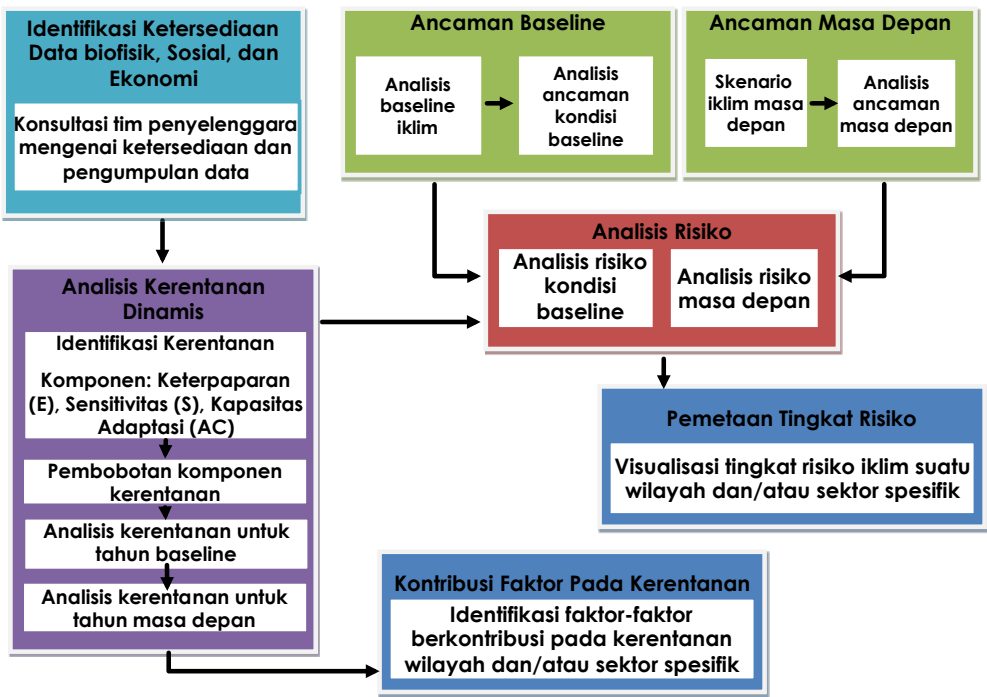 Identifikasi Ketersediaan
Data biofisik, Sosial, dan
Ekonomi
Konsultasi tim penyelenggara
mengenai ketersediaan dan
pengumpulan data
Ancaman Baseline
Analisis
baseline
iklim
Analisis
ancaman
kondisi
baseline
Ancaman Masa Depan
Skenario
iklim masa
depan
Analisis
ancaman
masa depan
Analisis Risiko
Analisis risiko
kondisi
baseline
Analisis risiko
masa depan
Analisis Kerentanan
Dinamis
Identifikasi Kerentanan
Komponen: Keterpaparan
(E), Sensitivitas (S), Kapasitas
Adaptasi (AC)
Pembobotan komponen
kerentanan
Analisis kerentanan untuk
tahun baseline
Analisis kerentanan untuk
tahun masa depan
Pemetaan Tingkat Risiko
Visualisasi tingkat risiko iklim suatu
wilayah dan/atau sektor spesifik
Kontribusi Faktor Pada Kerentanan
Identifikasi faktor-faktor
berkontribusi pada kerentanan
wilayah dan/atau sektor spesifik